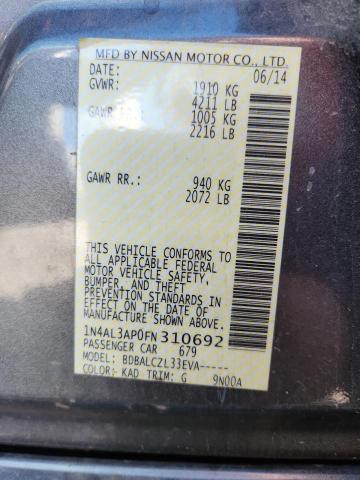 MFD BY NISSAN MOTOR CO., LTD.
DATE: 06/14
GVWR: 1910 KG
4211 LB
1005 KG
2216 LB
GAWR RR.: 940 KG
2072 LB
THIS VEHICLE CONFORMS TO
ALL APPLICABLE FEDERAL
MOTOR VEHICLE SAFETY,
BUMPER, AND THEFT
PREVENTION STANDARDS IN
EFFECT ON THE DATE OF
MANUFACTURE SHOWN ABOVE.
1N4AL3AP0FN310692
PASSENGER CAR 679
MODEL: BDBALCZL33EVA-----
COLOR:- KAD TRIM: G 9N00A